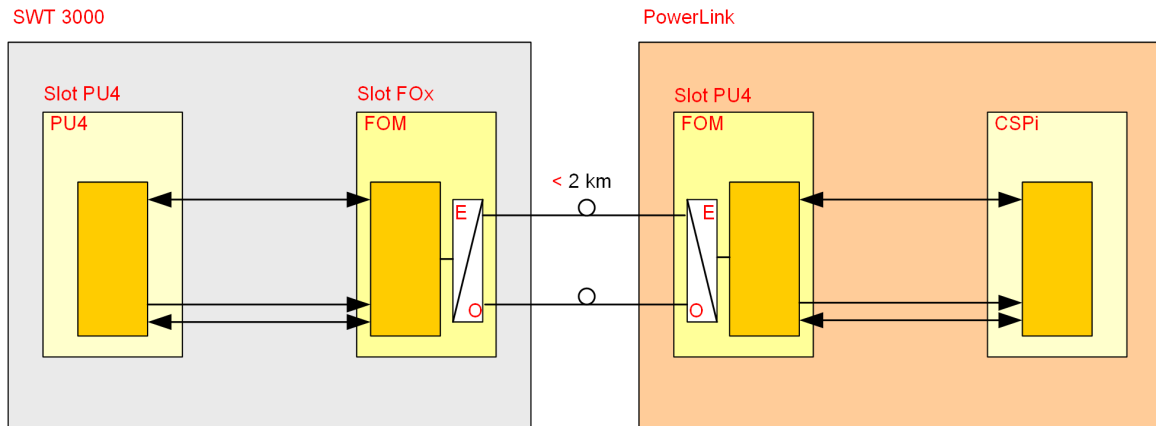 SWT 3000
PowerLink
Slot PU4
Slot FOx
Slot PU4
PU4
FOM
FOM
CSPi
< 2 km
E
E
O
O